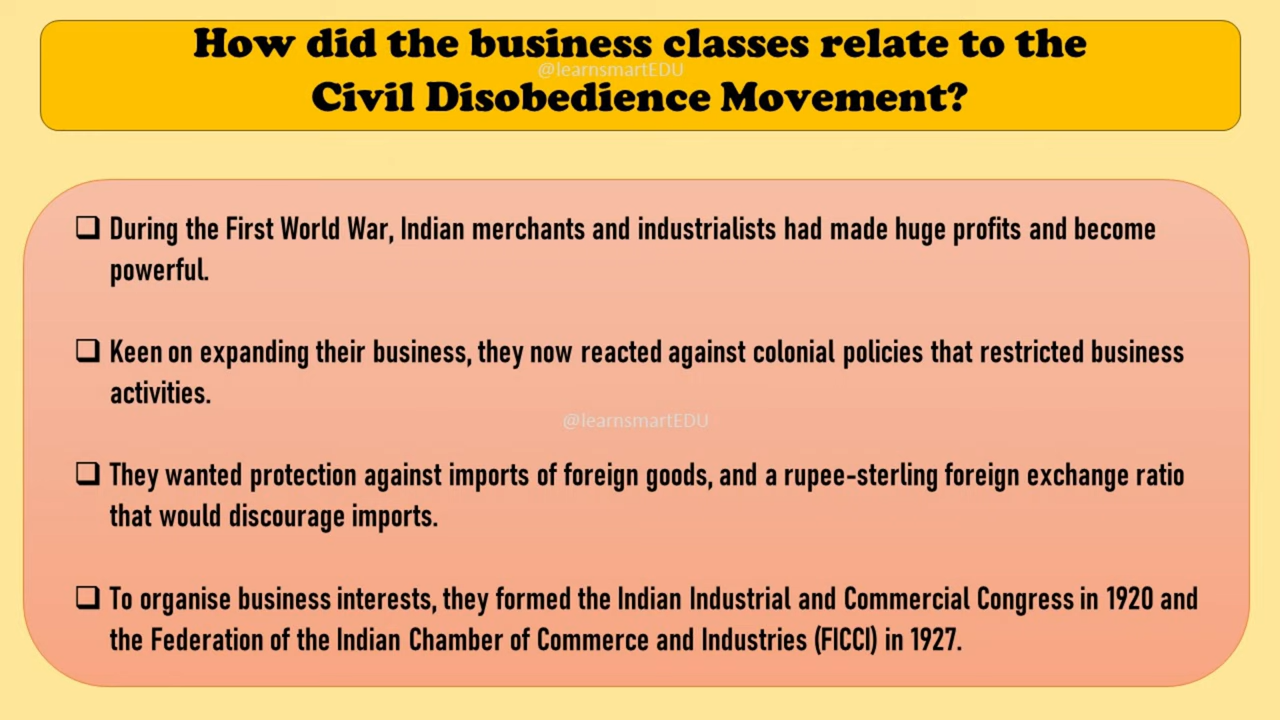 How did the business classes relate to the
@learnsmartEDU
Civil Disobedience Movement?
❑ During the First World War, Indian merchants and industrialists had made huge profits and become
powerful.
❑ Keen on expanding their business, they now reacted against colonial policies that restricted business
activities.
@learnsmartEDU
❑ They wanted protection against imports of foreign goods, and a rupee-sterling foreign exchange ratio
that would discourage imports.
❑ To organise business interests, they formed the Indian Industrial and Commercial Congress in 1920 and
the Federation of the Indian Chamber of Commerce and Industries (FICCI) in 1927.